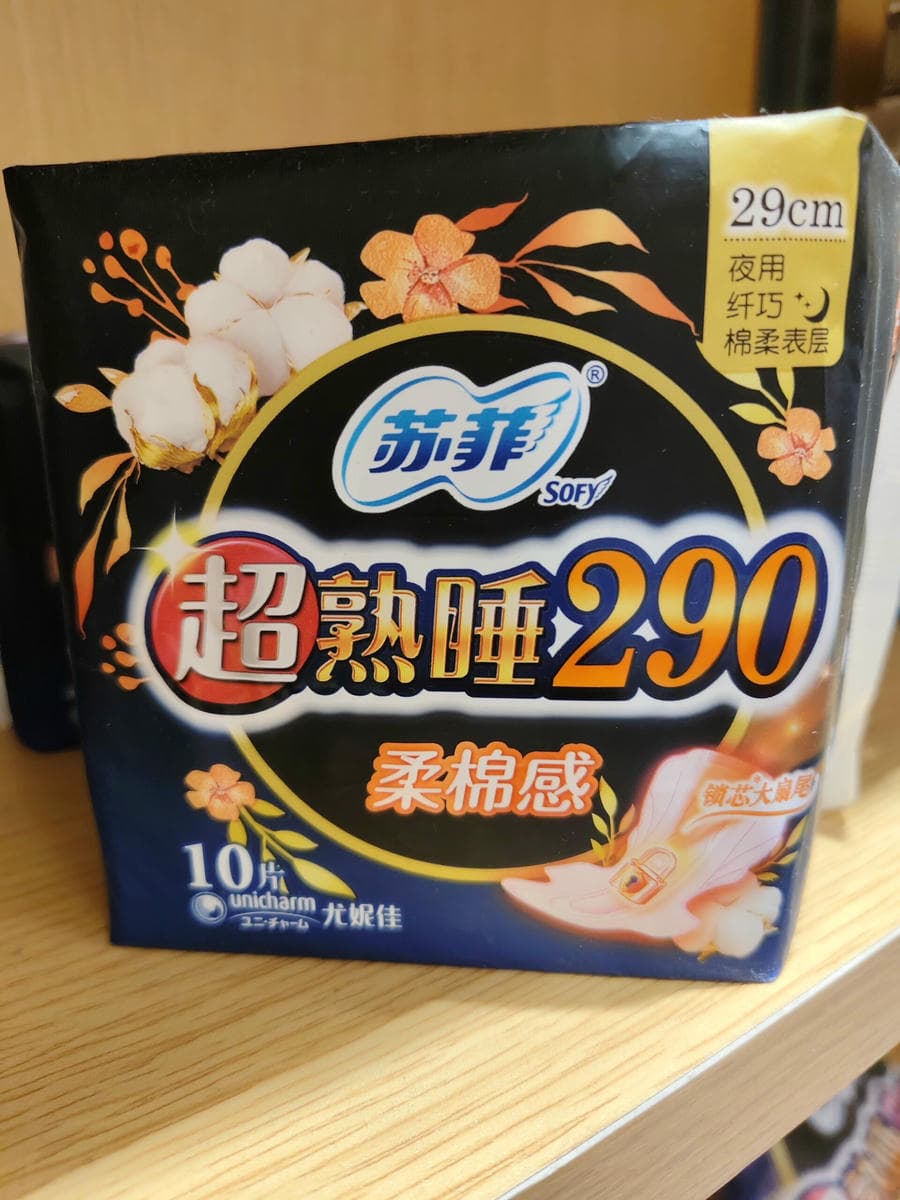 29cm
夜用
纤巧
棉柔表层
苏菲®
SOFY
超熟睡290
柔棉感
锁芯大扇尾
10片
unicharm
ユニ・チャーム
尤妮佳